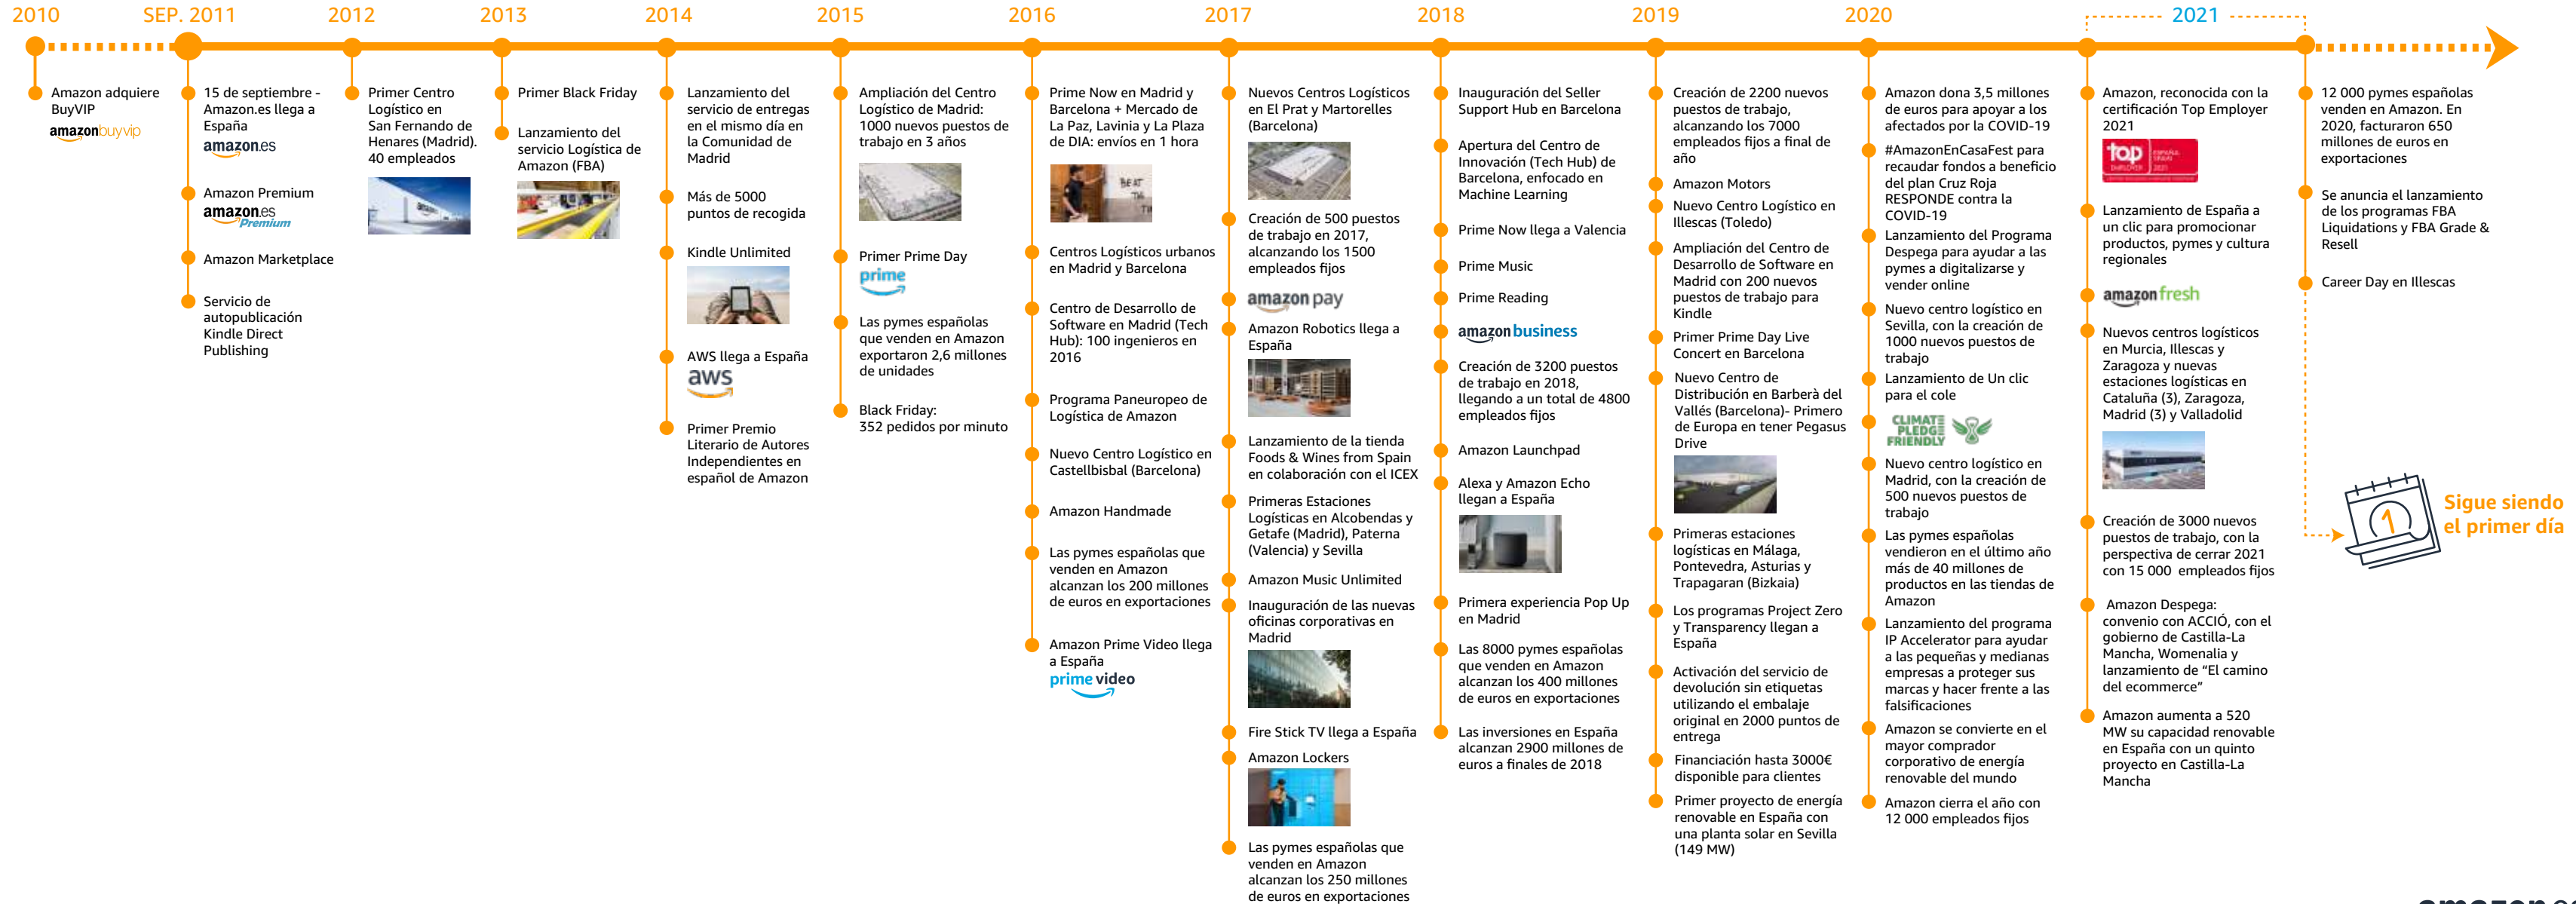 2010
SEP. 2011
2012
2013
2014
2015
2016
2017
2018
2019
2020
2021
Amazon adquiere
BuyVIP
amazonbuyvip
15 de septiembre -
Amazon.es llega a
España
amazon.es
Amazon Premium
amazon.es
Premium
Amazon Marketplace
Servicio de
autopublicación
Kindle Direct
Publishing
Primer Centro
Logístico en
San Fernando de
Henares (Madrid).
40 empleados
Primer Black Friday
Lanzamiento del
servicio Logística de
Amazon (FBA)
Lanzamiento del
servicio de entregas
en el mismo día en
la Comunidad de
Madrid
Más de 5000
puntos de recogida
Kindle Unlimited
AWS llega a España
aws
Primer Premio
Literario de Autores
Independientes en
español de Amazon
Ampliación del Centro
Logístico de Madrid:
1000 nuevos puestos de
trabajo en 3 años
Primer Prime Day
prime
Las pymes españolas
que venden en Amazon
exportaron 2,6 millones
de unidades
Black Friday:
352 pedidos por minuto
Prime Now en Madrid y
Barcelona + Mercado de
La Paz, Lavinia y La Plaza
de DIA: envíos en 1 hora
BEAT
Centros Logísticos urbanos
en Madrid y Barcelona
Centro de Desarrollo de
Software en Madrid (Tech
Hub): 100 ingenieros en
2016
Programa Paneuropeo de
Logística de Amazon
Nuevo Centro Logístico en
Castellbisbal (Barcelona)
Amazon Handmade
Las pymes españolas que
venden en Amazon
alcanzan los 200 millones
de euros en exportaciones
Amazon Prime Video llega
a España
prime video
Nuevos Centros Logísticos
en El Prat y Martorelles
(Barcelona)
Creación de 500 puestos
de trabajo en 2017,
alcanzando los 1500
empleados fijos
amazon pay
Amazon Robotics llega a
España
Lanzamiento de la tienda
Foods & Wines from Spain
en colaboración con el ICEX
Primeras Estaciones
Logísticas en Alcobendas y
Getafe (Madrid), Paterna
(Valencia) y Sevilla
Amazon Music Unlimited
Inauguración de las nuevas
oficinas corporativas en
Madrid
Fire Stick TV llega a España
Amazon Lockers
Las pymes españolas que
venden en Amazon
alcanzan los 250 millones
de euros en exportaciones
Inauguración del Seller
Support Hub en Barcelona
Apertura del Centro de
Innovación (Tech Hub) de
Barcelona, enfocado en
Machine Learning
Prime Now llega a Valencia
Prime Music
Prime Reading
amazon business
Creación de 3200 puestos
de trabajo en 2018,
llegando a un total de 4800
empleados fijos
Amazon Launchpad
Alexa y Amazon Echo
llegan a España
Primera experiencia Pop Up
en Madrid
Las 8000 pymes españolas
que venden en Amazon
alcanzan los 400 millones
de euros en exportaciones
Las inversiones en España
alcanzan 2900 millones de
euros a finales de 2018
Creación de 2200 nuevos
puestos de trabajo,
alcanzando los 7000
empleados fijos a final de
año
Amazon Motors
Nuevo Centro Logístico en
Illescas (Toledo)
Ampliación del Centro de
Desarrollo de Software en
Madrid con 200 nuevos
puestos de trabajo para
Kindle
Primer Prime Day Live
Concert en Barcelona
Nuevo Centro de
Distribución en Barberà del
Vallés (Barcelona)- Primero
de Europa en tener Pegasus
Drive
Primeras estaciones
logísticas en Málaga,
Pontevedra, Asturias y
Trapagaran (Bizkaia)
Los programas Project Zero
y Transparency llegan a
España
Activación del servicio de
devolución sin etiquetas
utilizando el embalaje
original en 2000 puntos de
entrega
Financiación hasta 3000€
disponible para clientes
Primer proyecto de energía
renovable en España con
una planta solar en Sevilla
(149 MW)
Amazon dona 3,5 millones
de euros para apoyar a los
afectados por la COVID-19
#AmazonEnCasaFest para
recaudar fondos a beneficio
del plan Cruz Roja
RESPONDE contra la
COVID-19
Lanzamiento del Programa
Despega para ayudar a las
pymes a digitalizarse y
vender online
Nuevo centro logístico en
Sevilla, con la creación de
1000 nuevos puestos de
trabajo
Lanzamiento de Un clic
para el cole
CLIMATE
PLEDGE
FRIENDLY
Nuevo centro logístico en
Madrid, con la creación de
500 nuevos puestos de
trabajo
Las pymes españolas
vendieron en el último año
más de 40 millones de
productos en las tiendas de
Amazon
Lanzamiento del programa
IP Accelerator para ayudar
a las pequeñas y medianas
empresas a proteger sus
marcas y hacer frente a las
falsificaciones
Amazon se convierte en el
mayor comprador
corporativo de energía
renovable del mundo
Amazon cierra el año con
12 000 empleados fijos
Amazon, reconocida con la
certificación Top Employer
2021
top
EMPLOYER
ESPAÑA
2021
Lanzamiento de España a
un clic para promocionar
productos, pymes y cultura
regionales
amazon fresh
Nuevos centros logísticos
en Murcia, Illescas y
Zaragoza y nuevas
estaciones logísticas en
Cataluña (3), Zaragoza,
Madrid (3) y Valladolid
Creación de 3000 nuevos
puestos de trabajo, con la
perspectiva de cerrar 2021
con 15 000 empleados fijos
Amazon Despega:
convenio con ACCIÓ, con el
gobierno de Castilla-La
Mancha, Womenalia y
lanzamiento de “El camino
del ecommerce”
Amazon aumenta a 520
MW su capacidad renovable
en España con un quinto
proyecto en Castilla-La
Mancha
12 000 pymes españolas
venden en Amazon. En
2020, facturaron 650
millones de euros en
exportaciones
Se anuncia el lanzamiento
de los programas FBA
Liquidations y FBA Grade &
Resell
Career Day en Illescas
1
Sigue siendo
el primer día